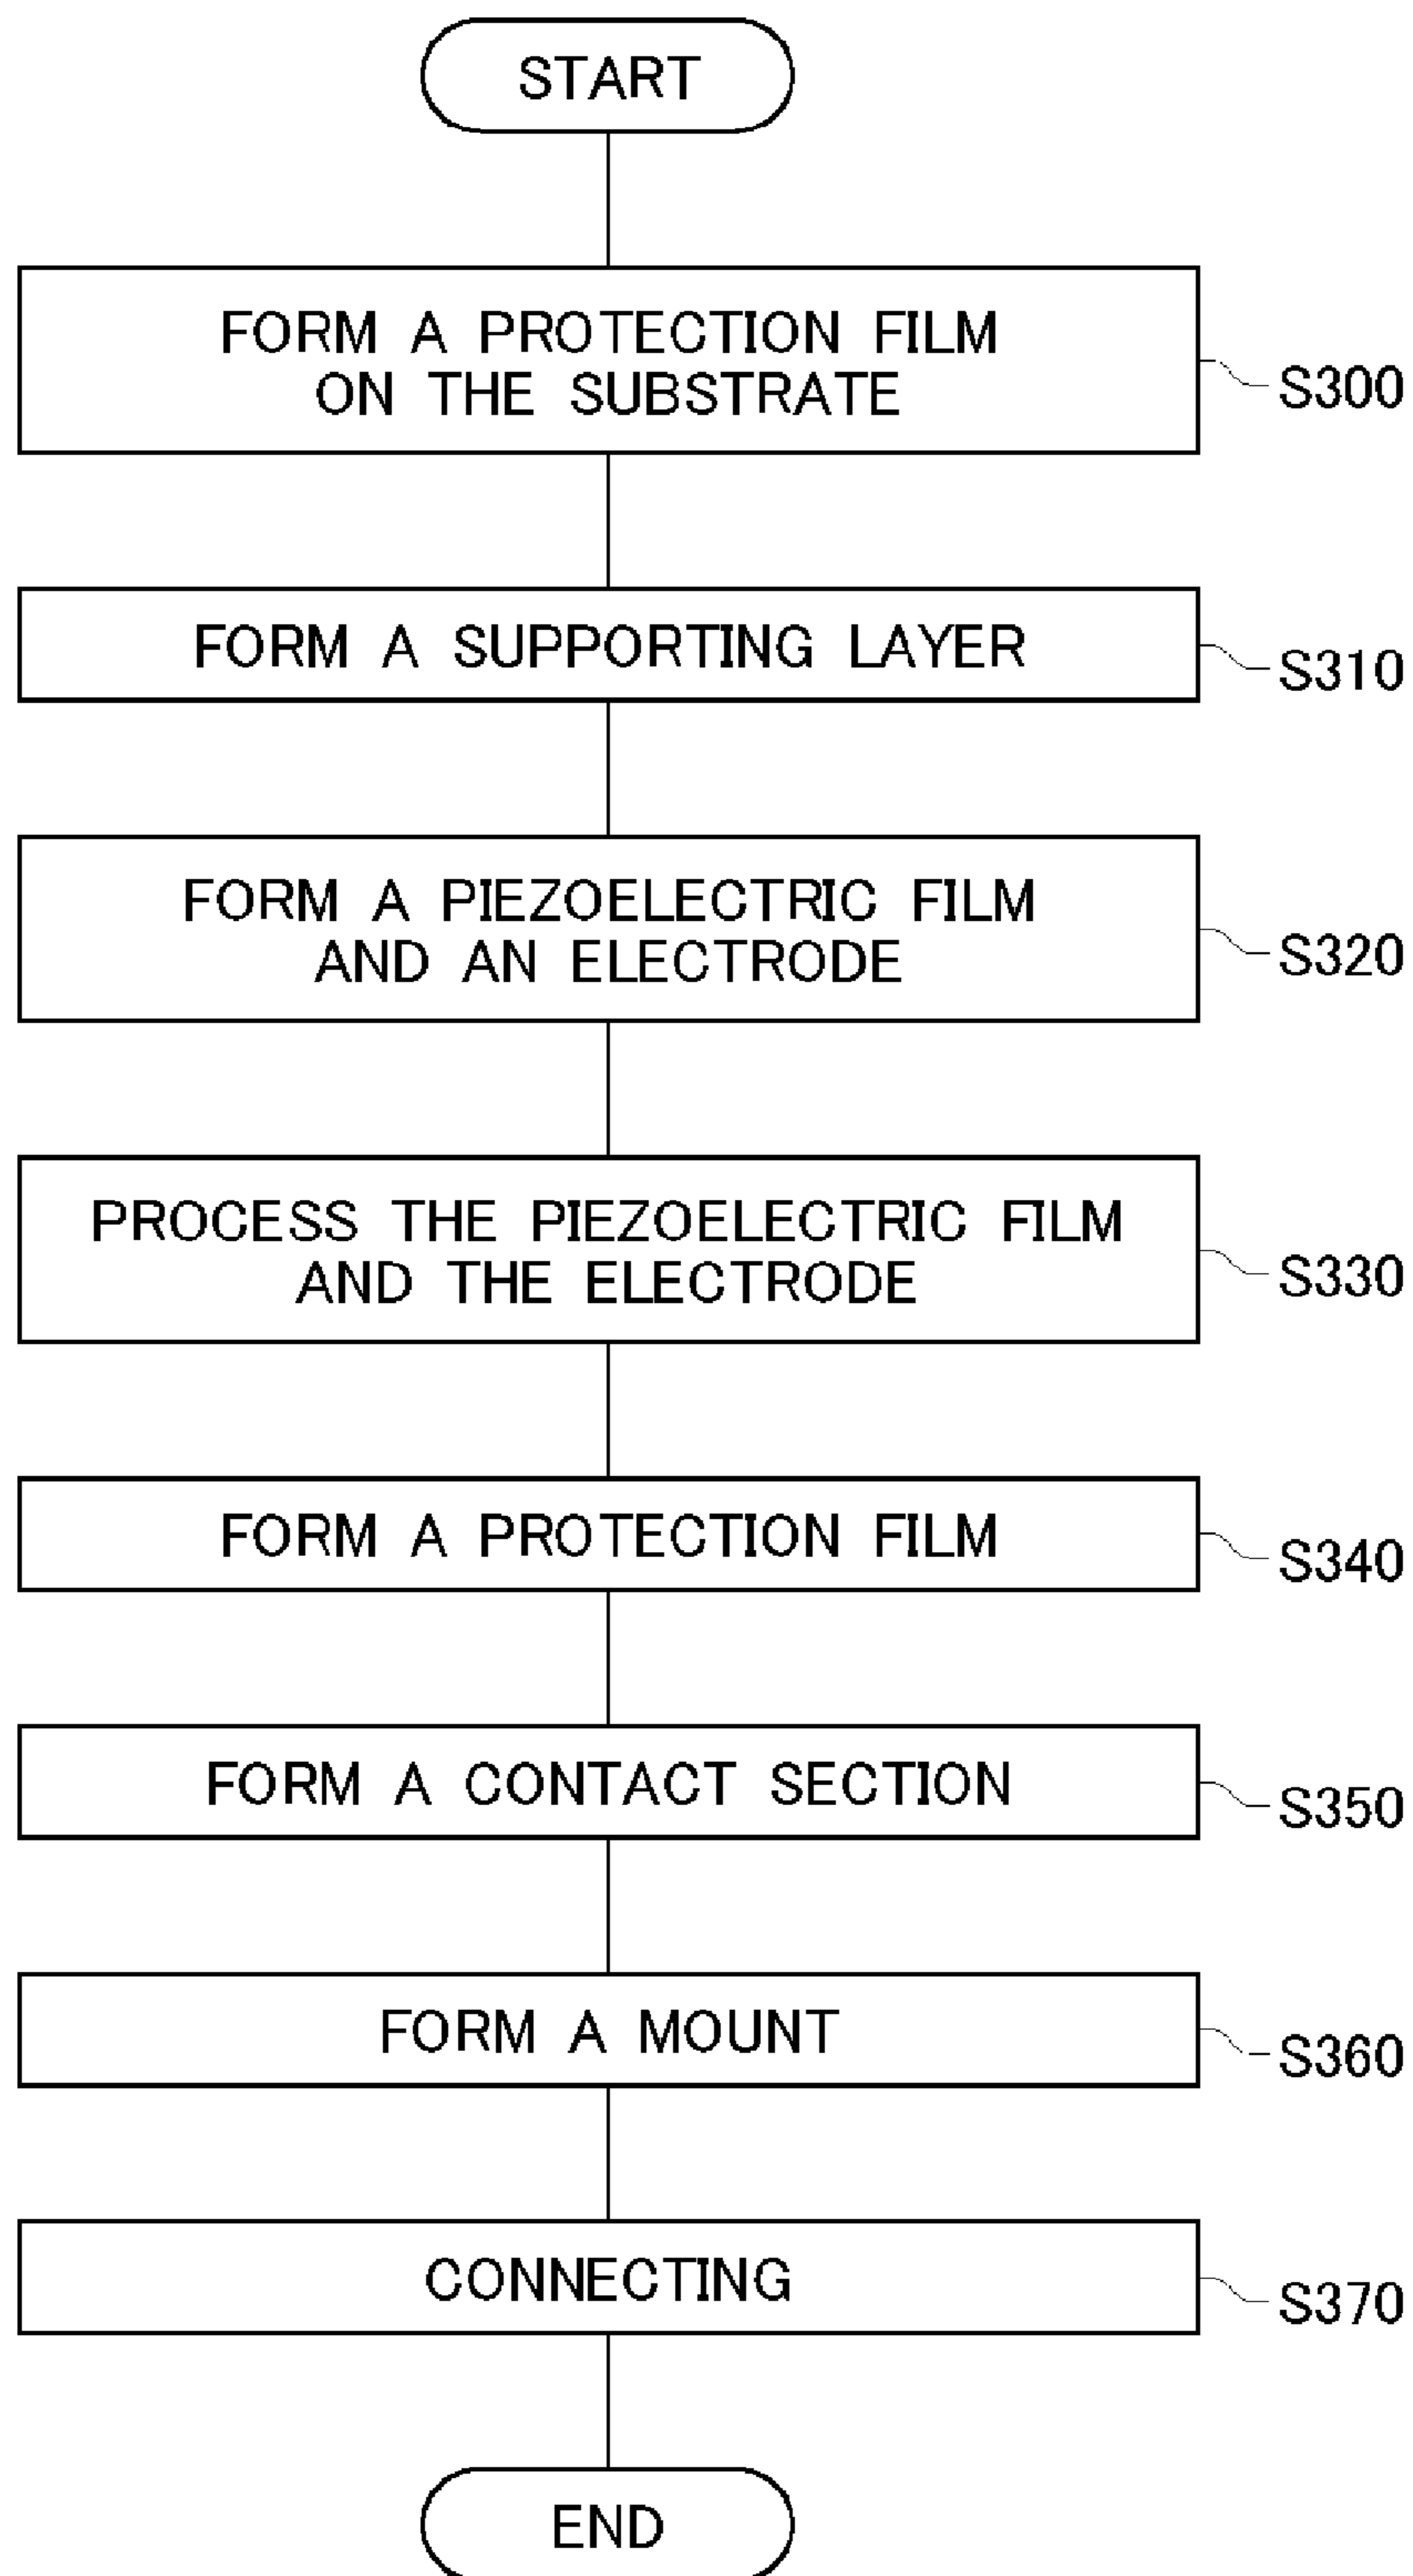 START
FORM A PROTECTION FILM
ON THE SUBSTRATE
S300
FORM A SUPPORTING LAYER
S310
FORM A PIEZOELECTRIC FILM
AND AN ELECTRODE
S320
PROCESS THE PIEZOELECTRIC FILM
AND THE ELECTRODE
S330
FORM A PROTECTION FILM
S340
FORM A CONTACT SECTION
S350
FORM A MOUNT
S360
CONNECTING
S370
END